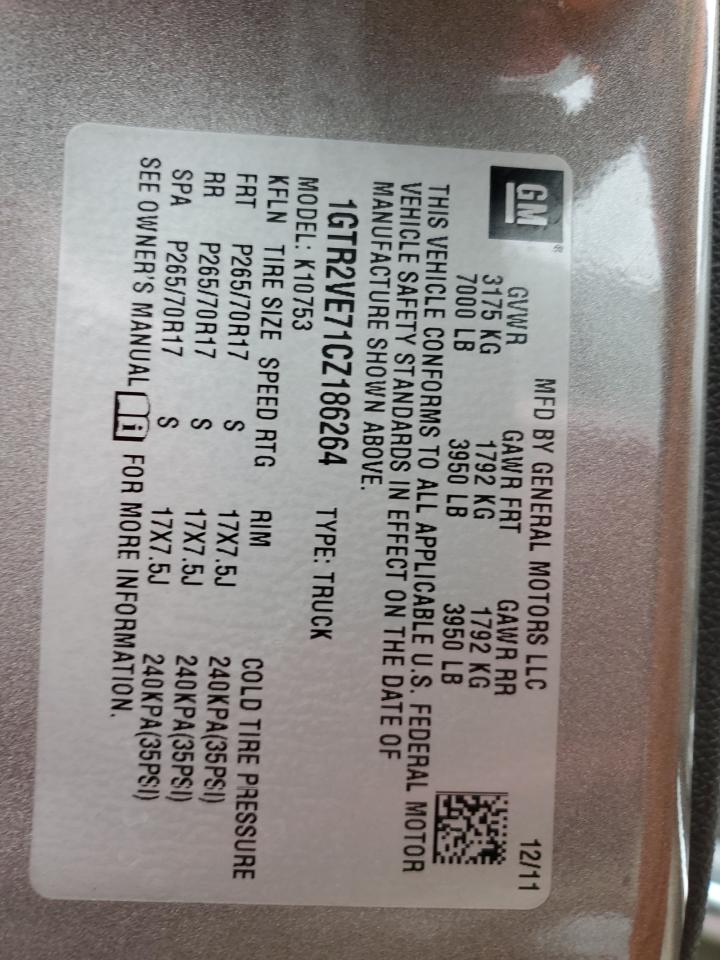 GM®
MFD BY GENERAL MOTORS LLC 12/11
GVWR GAWR FRT GAWR RR
3175 KG 1792 KG 1792 KG
7000 LB 3950 LB 3950 LB
THIS VEHICLE CONFORMS TO ALL APPLICABLE U.S. FEDERAL MOTOR
VEHICLE SAFETY STANDARDS IN EFFECT ON THE DATE OF
MANUFACTURE SHOWN ABOVE.
1GTR2VE71CZ186264 TYPE: TRUCK
MODEL: K10753
KFLN TIRE SIZE SPEED RTG RIM COLD TIRE PRESSURE
FRT P265/70R17 S 17X7.5J 240KPA(35PSI)
RR P265/70R17 S 17X7.5J 240KPA(35PSI)
SPA P265/70R17 S 17X7.5J 240KPA(35PSI)
SEE OWNER'S MANUAL i FOR MORE INFORMATION.